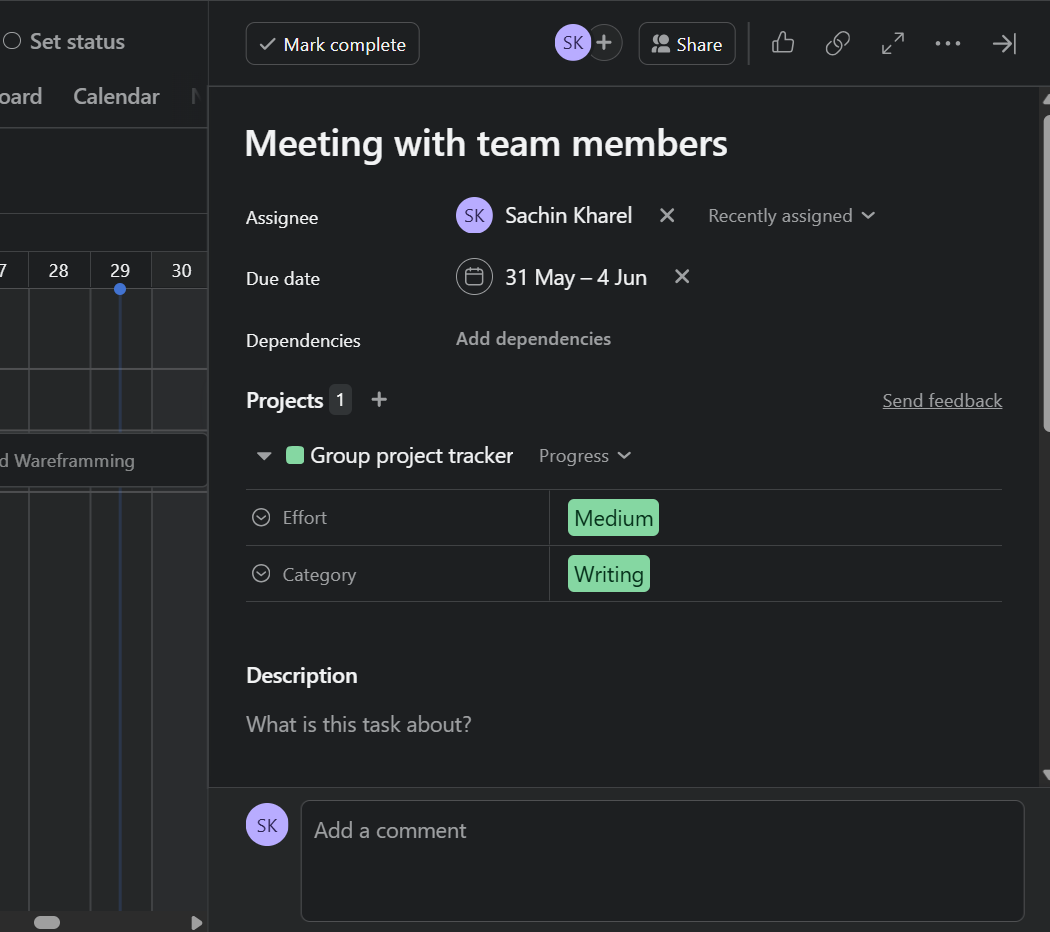 Set status
Mark complete
SK
Share
oard Calendar
Meeting with team members
Assignee
SK Sachin Kharel
Recently assigned
28 29 30
Due date
31 May – 4 Jun
Dependencies
Add dependencies
Projects 1
Send feedback
d Wareframming
Group project tracker Progress
Effort Medium
Category Writing
Description
What is this task about?
SK
Add a comment